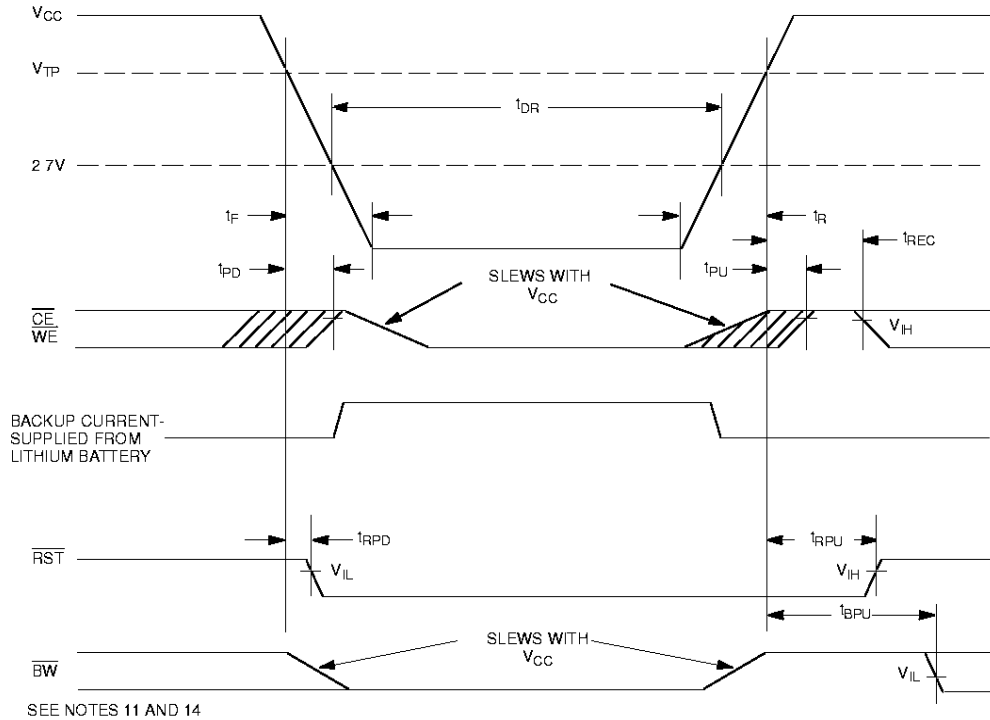 VCC
VTP
tDR
2 7V
tF
tR
tREC
tPD
tPU
SLEWS WITH
VCC
CE
WE
VIH
BACKUP CURRENT-
SUPPLIED FROM
LITHIUM BATTERY
tRPD
tRPU
RST
VIL
VIH
tBPU
SLEWS WITH
VCC
BW
VIL
SEE NOTES 11 AND 14